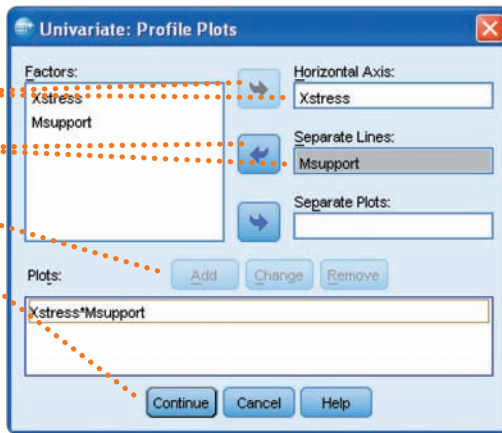 Univariate: Profile Plots
Factors:
Xstress
Msupport
Horizontal Axis:
Xstress
Separate Lines:
Msupport
Separate Plots:
Plots:
Add
Change
Remove
Xstress*Msupport
Continue
Cancel
Help